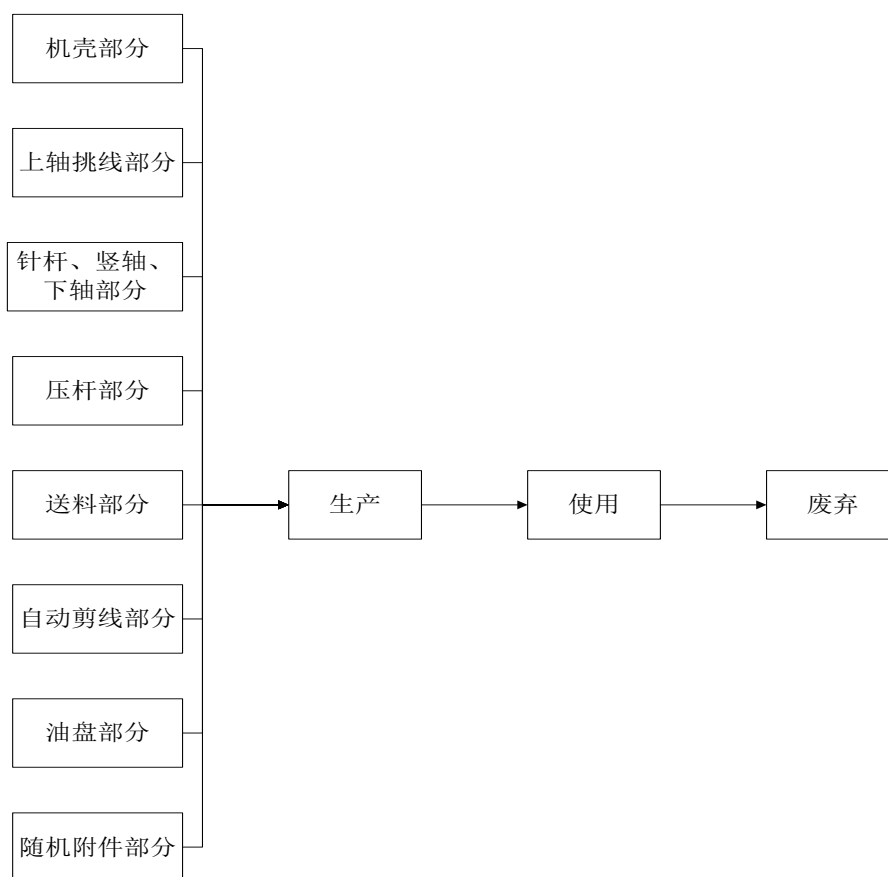 机壳部分
上轴挑线部分
针杆、竖轴、
下轴部分
压杆部分
送料部分
生产
使用
废弃
自动剪线部分
油盘部分
随机附件部分